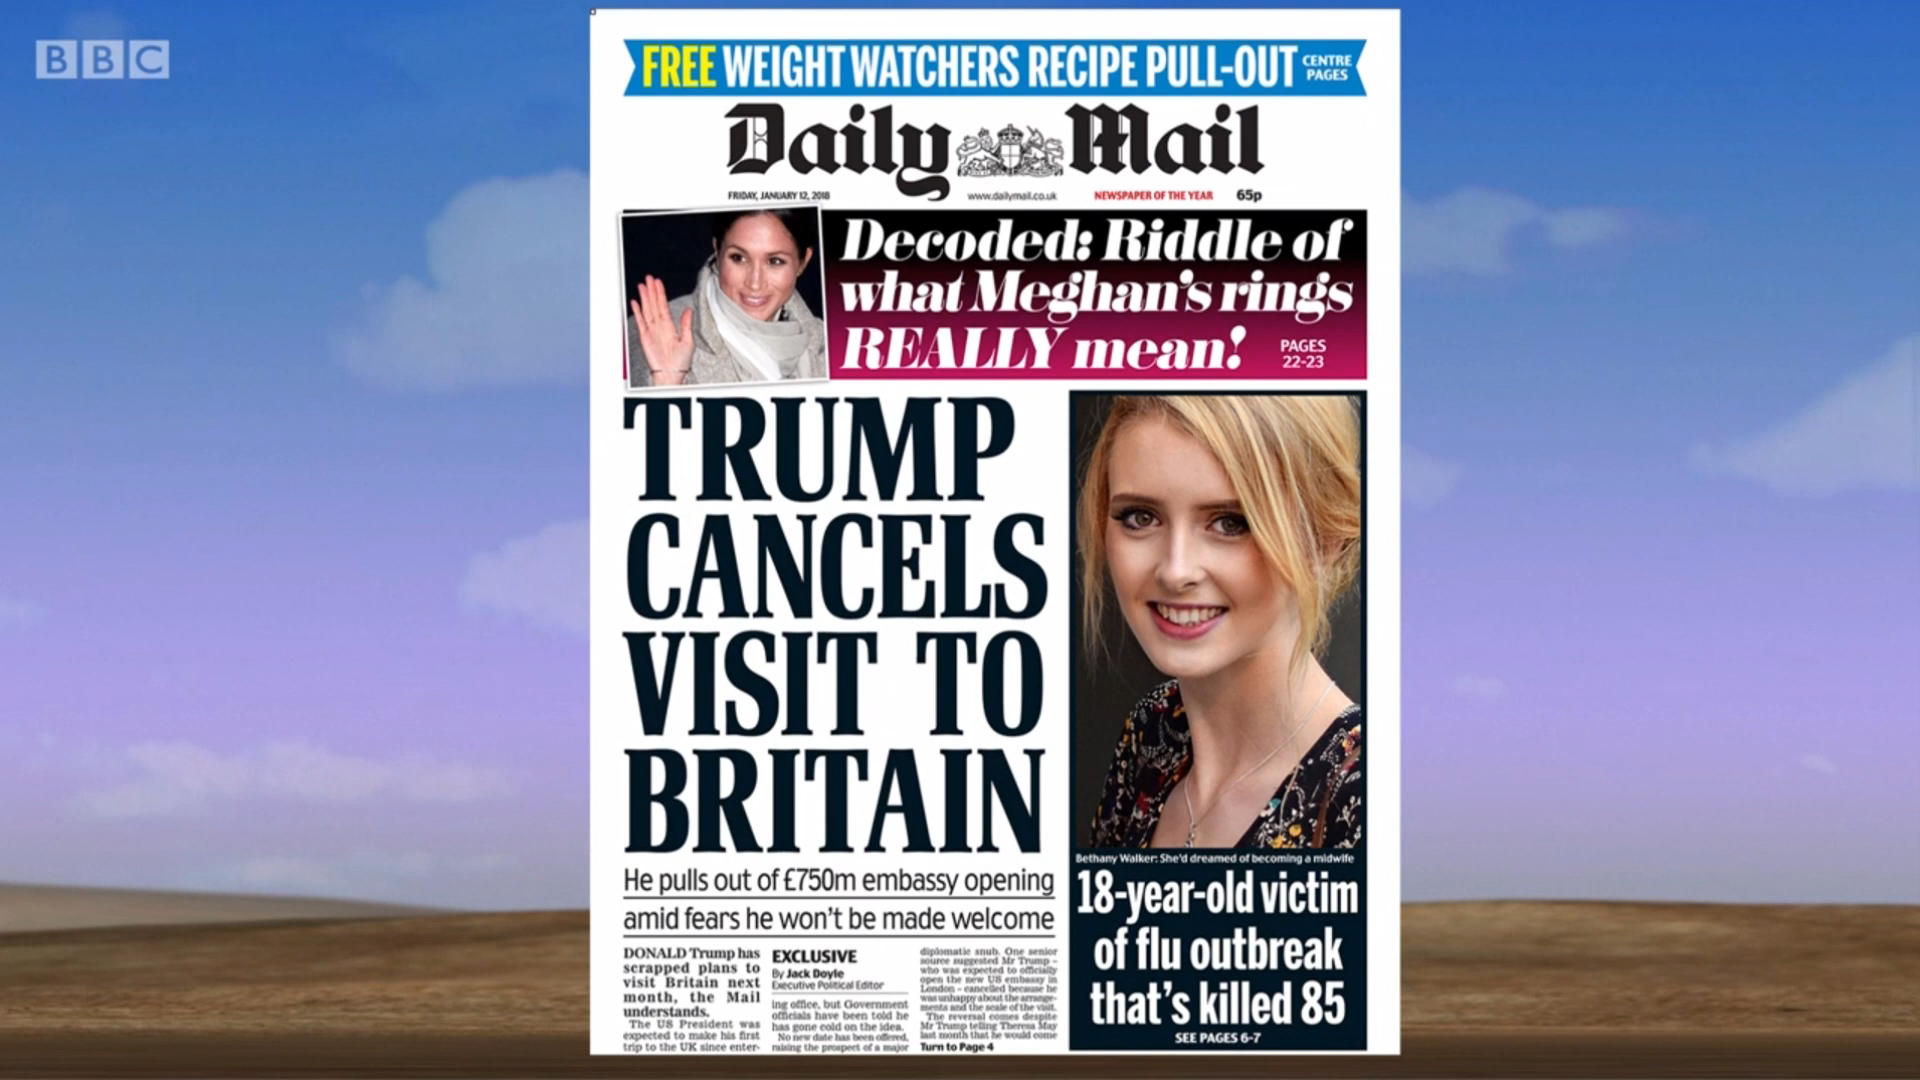 BBC
FREE WEIGHT WATCHERS RECIPE PULL-OUT CENTRE PAGES
Daily Mail
FRIDAY, JANUARY 12, 2018 www.dailymail.co.uk NEWSPAPER OF THE YEAR 65p
Decoded: Riddle of
what Meghan's rings
REALLY mean!
PAGES
22-23
TRUMP
CANCELS
VISIT TO
BRITAIN
He pulls out of £750m embassy opening
amid fears he won't be made welcome
DONALD Trump has
scrapped plans to
visit Britain next
month, the Mail
understands.
The US President was
expected to make his first
trip to the UK since enter-
EXCLUSIVE
By Jack Doyle
Executive Political Editor
ing office, but Government
officials have been told he
has gone cold on the idea.
No new date has been offered,
raising the prospect of a major
diplomatic snub. One senior
source suggested Mr Trump –
who was expected to officially
open the new US embassy in
London – cancelled because he
was unhappy about the arrange-
ments and the scale of the visit.
The reversal comes despite
Mr Trump telling Theresa May
last month that he would come
Turn to Page 4
Bethany Walker: She'd dreamed of becoming a midwife
18-year-old victim
of flu outbreak
that's killed 85
SEE PAGES 6-7